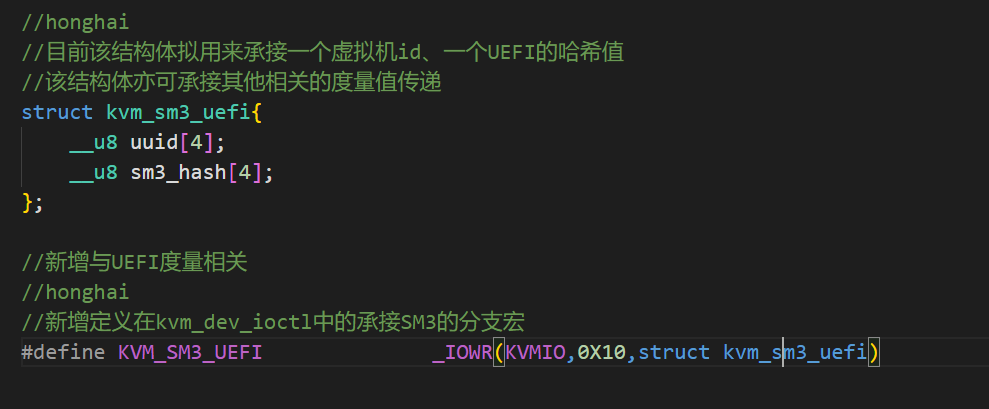 //honghai
//目前该结构体拟用来承接一个虚拟机id、一个UEFI的哈希值
//该结构体亦可承接其他相关的度量值传递
struct kvm_sm3_uefi{
    __u8 uuid[4];
    __u8 sm3_hash[4];
};
//新增与UEFI度量相关
//honghai
//新增定义在kvm_dev_ioctl中的承接SM3的分支宏
#define KVM_SM3_UEFI              _IOWR(KVMIO,0X10,struct kvm_sm3_uefi)